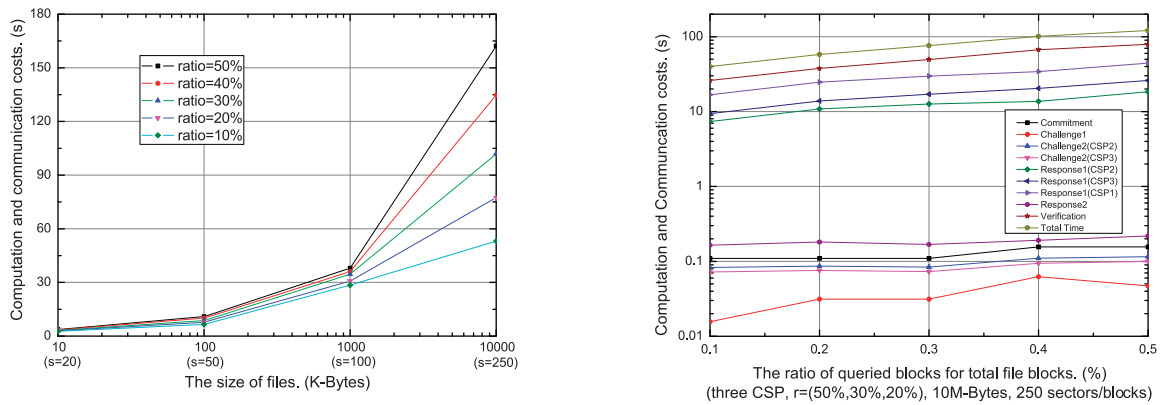 Computation and communication costs. (s)
180
150
120
90
60
30
0
ratio=50%
ratio=40%
ratio=30%
ratio=20%
ratio=10%
10 100 1000 10000
(s=20) (s=50) (s=100) (s=250)
The size of files. (K-Bytes)
Computation and Communcation costs. (s)
100
10
1
0.1
0.01
Commitment
Challenge1
Challenge2(CSP2)
Challenge2(CSP3)
Response1(CSP2)
Response1(CSP3)
Response1(CSP1)
Response2
Verification
Total Time
0.1 0.2 0.3 0.4 0.5
The ratio of queried blocks for total file blocks. (%)
(three CSP, r=(50%,30%,20%), 10M-Bytes, 250 sectors/blocks)